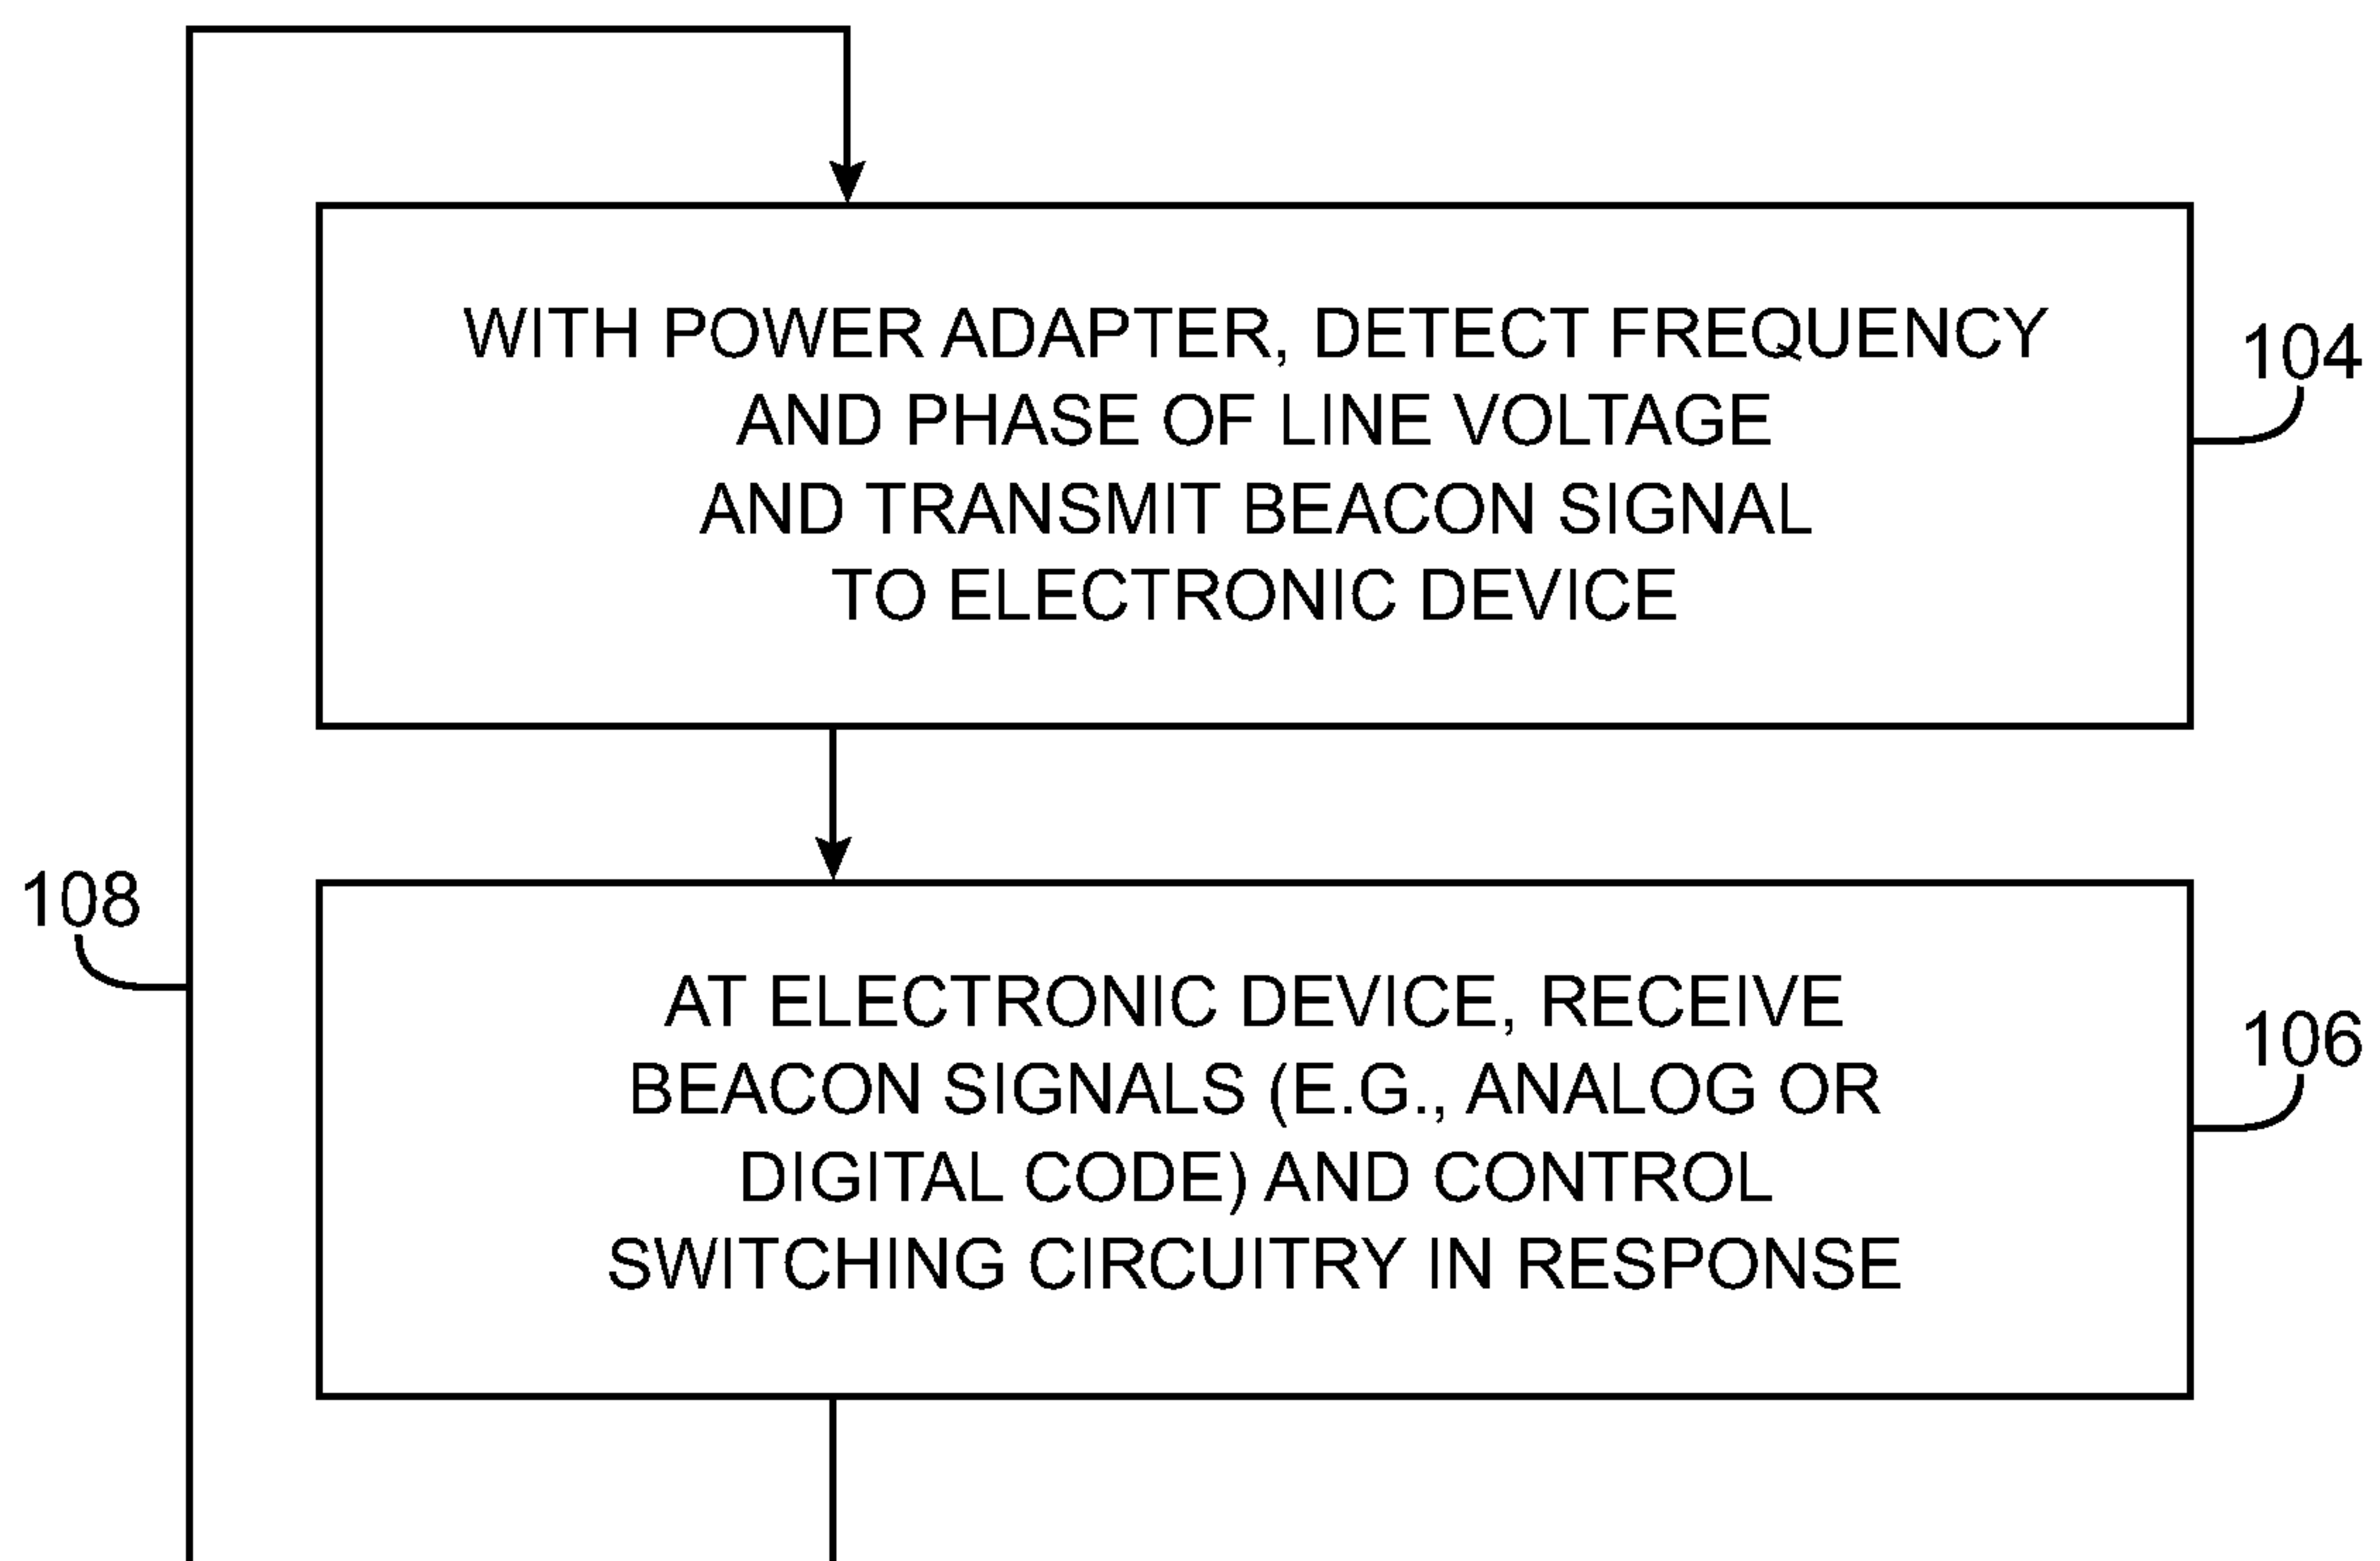 WITH POWER ADAPTER, DETECT FREQUENCY
AND PHASE OF LINE VOLTAGE
AND TRANSMIT BEACON SIGNAL
TO ELECTRONIC DEVICE
104
108
AT ELECTRONIC DEVICE, RECEIVE
BEACON SIGNALS (E.G., ANALOG OR
DIGITAL CODE) AND CONTROL
SWITCHING CIRCUITRY IN RESPONSE
106